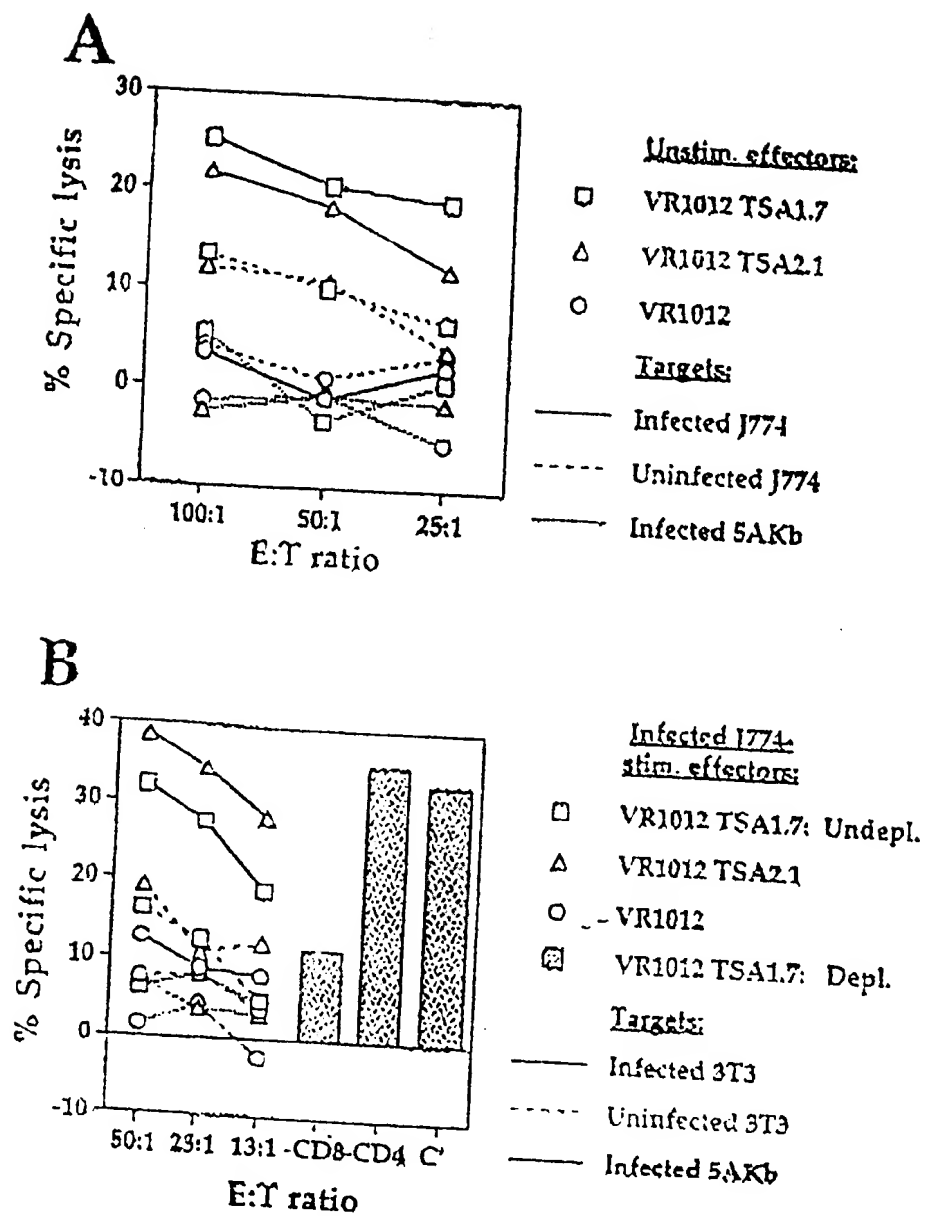 A
% Specific lysis
30
20
10
0
-10
100:1 50:1 25:1
E:T ratio
Unstim. effectors:
VR1012 TSA1.7
VR1012 TSA2.1
VR1012
Targets:
Infected J774
Uninfected J774
Infected 5AKb
B
% Specific lysis
40
30
20
10
0
-10
50:1 25:1 13:1 -CD8 -CD4 C'
E:T ratio
Infected J774-
stim. effectors:
VR1012 TSA1.7: Undepl.
VR1012 TSA2.1
VR1012
VR1012 TSA1.7: Depl.
Targets:
Infected 3T3
Uninfected 3T3
Infected 5AKb